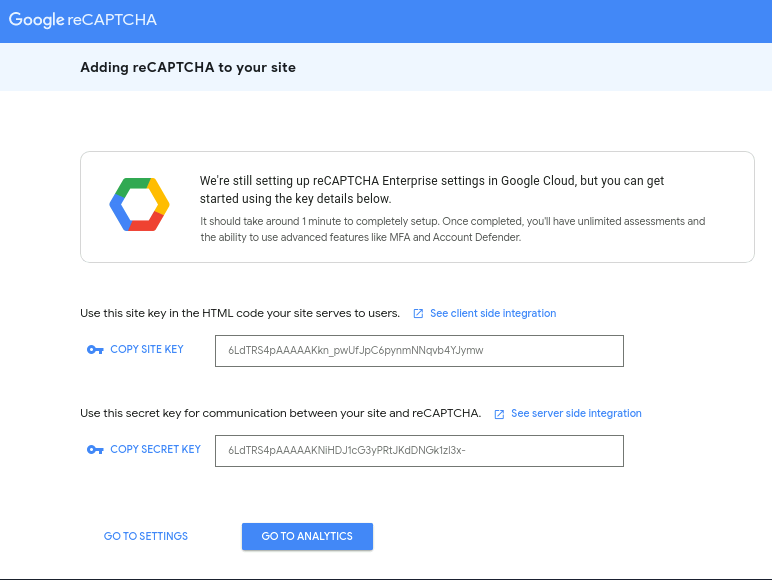 Google reCAPTCHA
Adding reCAPTCHA to your site
We're still setting up reCAPTCHA Enterprise settings in Google Cloud, but you can get
started using the key details below.
It should take around 1 minute to completely setup. Once completed, you'll have unlimited assessments and
the ability to use advanced features like MFA and Account Defender.
Use this site key in the HTML code your site serves to users. See client side integration
COPY SITE KEY 6LdTRS4pAAAAAKkn_pwUfJpC6pynmNNqvb4YJymw
Use this secret key for communication between your site and reCAPTCHA. See server side integration
COPY SECRET KEY 6LdTRS4pAAAAAKNiHDJ1cG3yPRtJKdDNGk1zl3x-
GO TO SETTINGS GO TO ANALYTICS